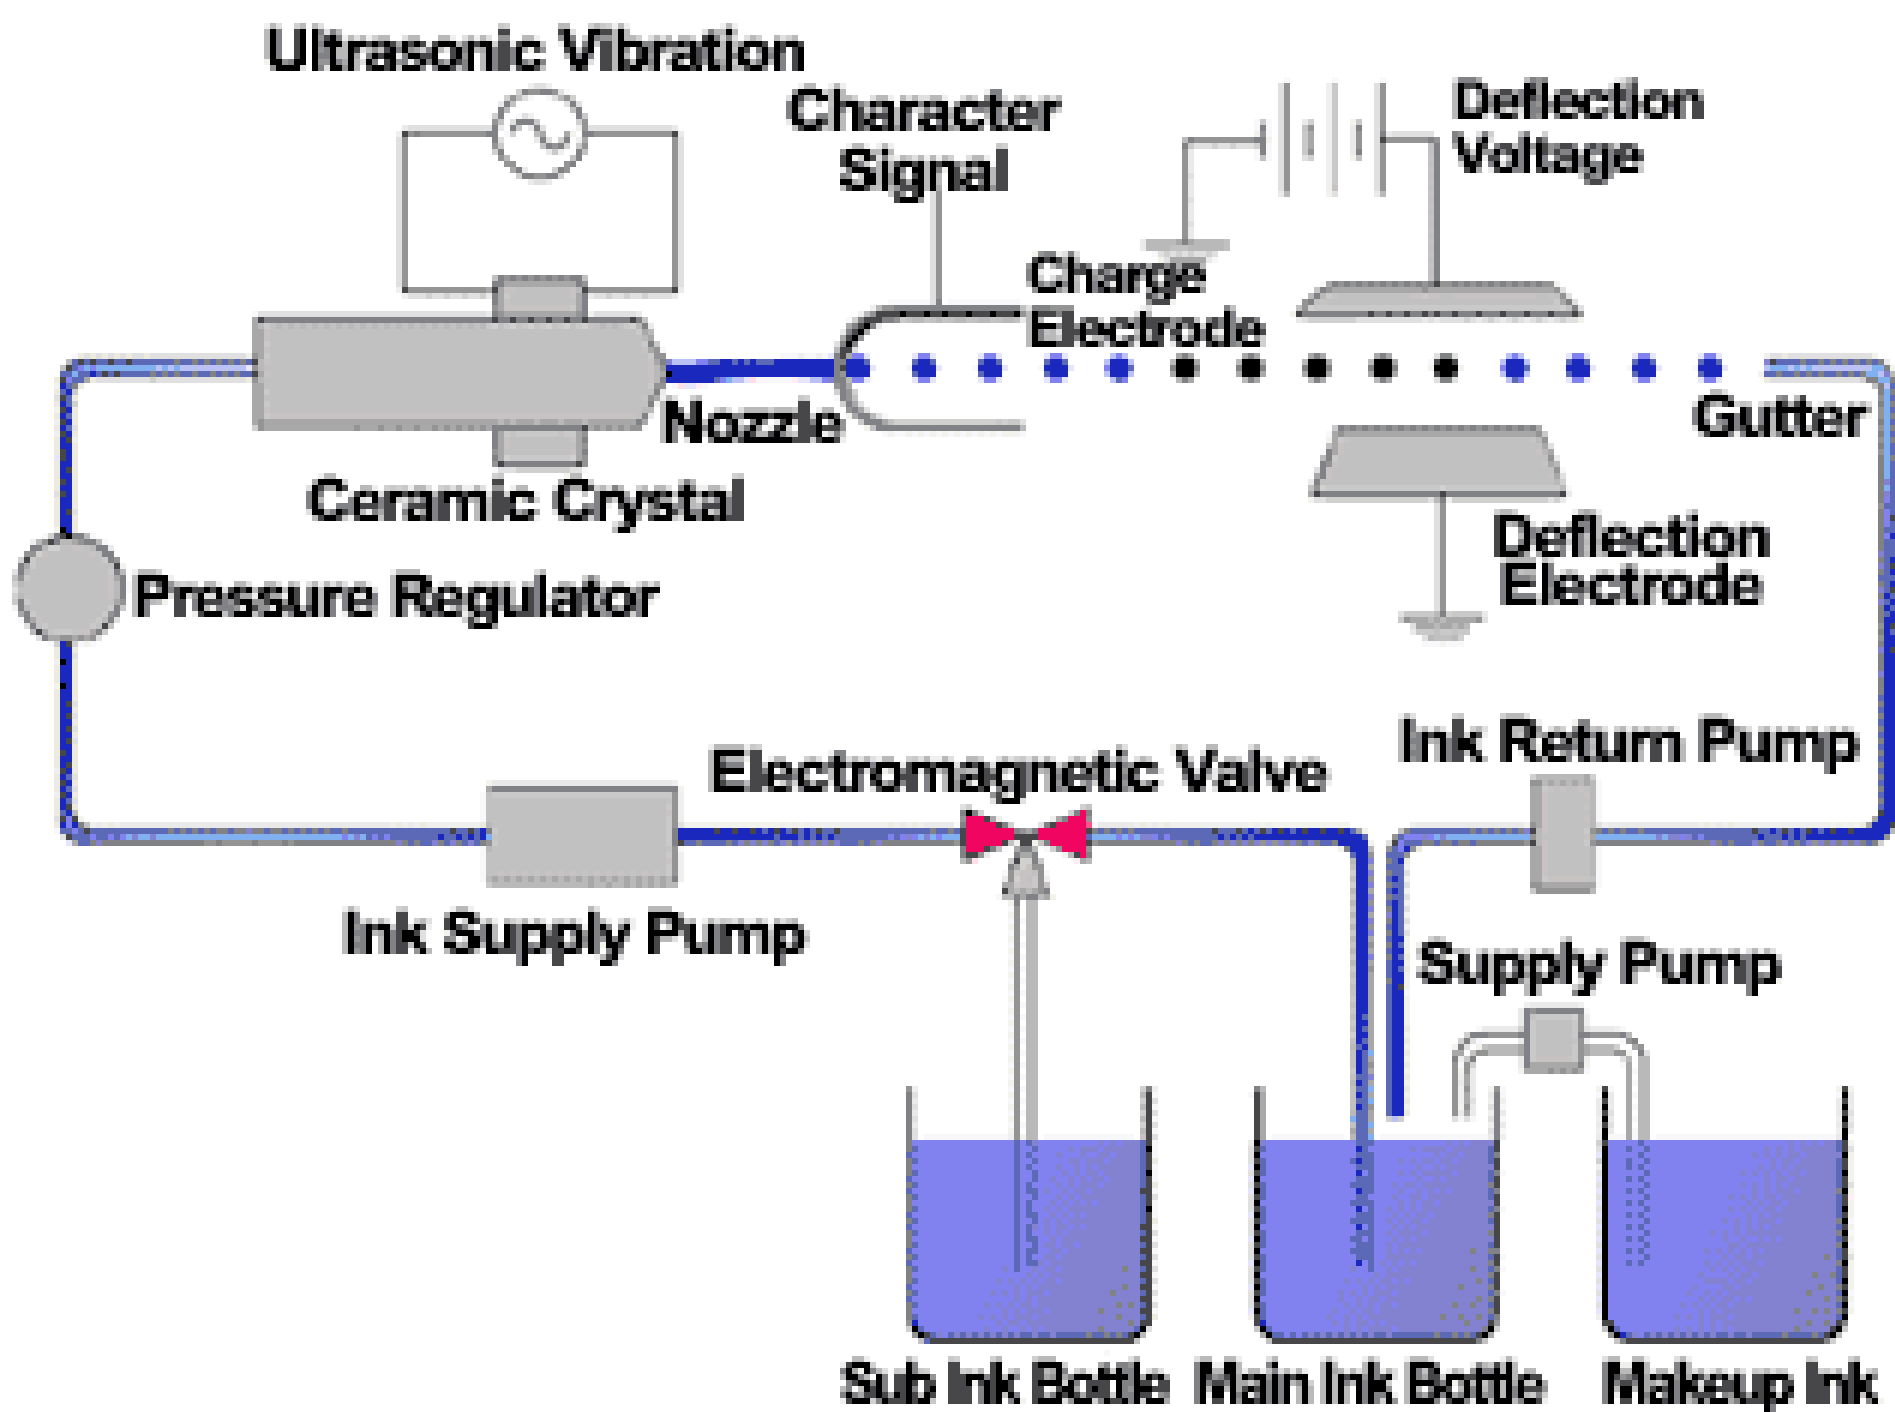 Ultrasonic Vibration
Character
Signal
Deflection
Voltage
Charge
Electrode
Nozzle
Gutter
Ceramic Crystal
Deflection
Electrode
Pressure Regulator
Ink Return Pump
Electromagnetic Valve
Ink Supply Pump
Supply Pump
Sub Ink Bottle
Main Ink Bottle
Makeup Ink